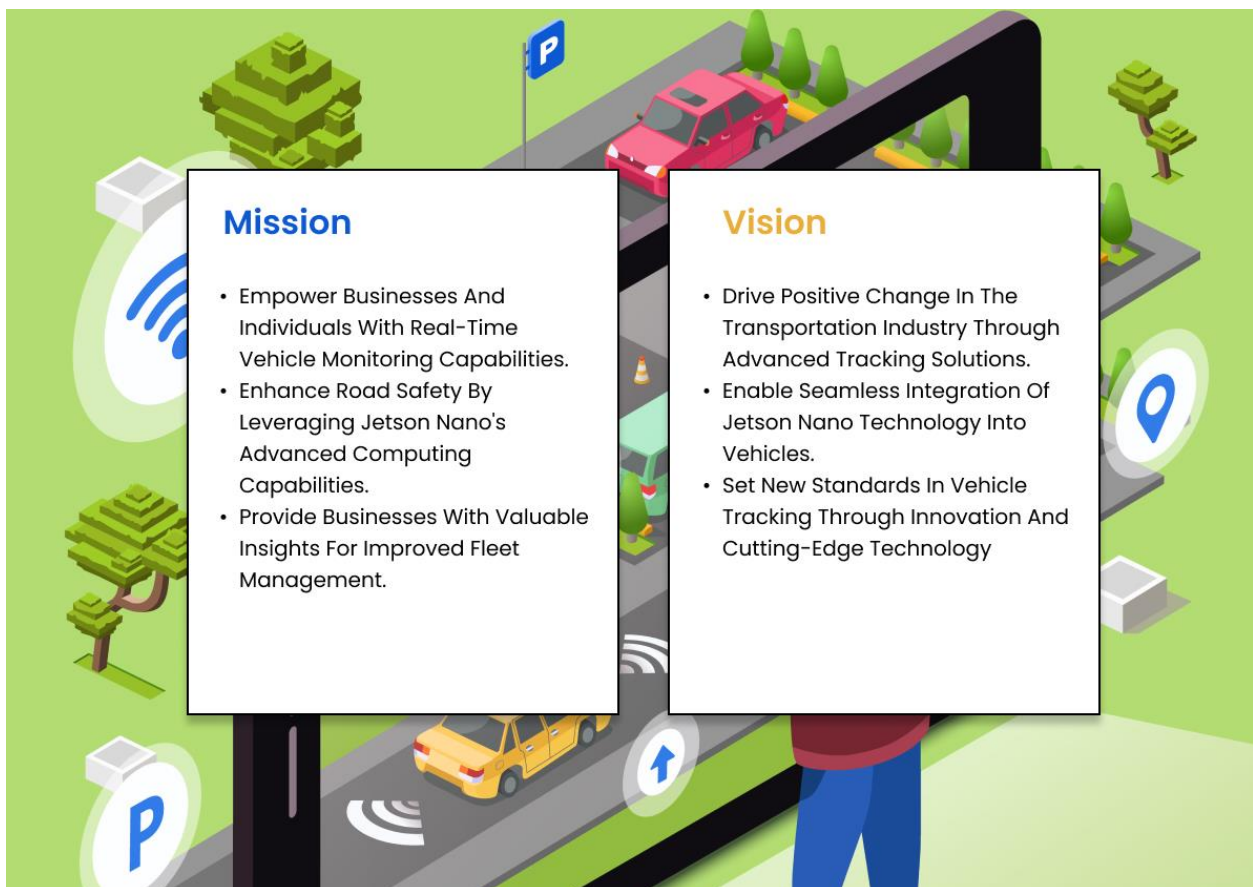 P
Mission
• Empower Businesses And
Individuals With Real-Time
Vehicle Monitoring Capabilities.
• Enhance Road Safety By
Leveraging Jetson Nano's
Advanced Computing
Capabilities.
• Provide Businesses With Valuable
Insights For Improved Fleet
Management.
Vision
• Drive Positive Change In The
Transportation Industry Through
Advanced Tracking Solutions.
• Enable Seamless Integration Of
Jetson Nano Technology Into
Vehicles.
• Set New Standards In Vehicle
Tracking Through Innovation And
Cutting-Edge Technology
P